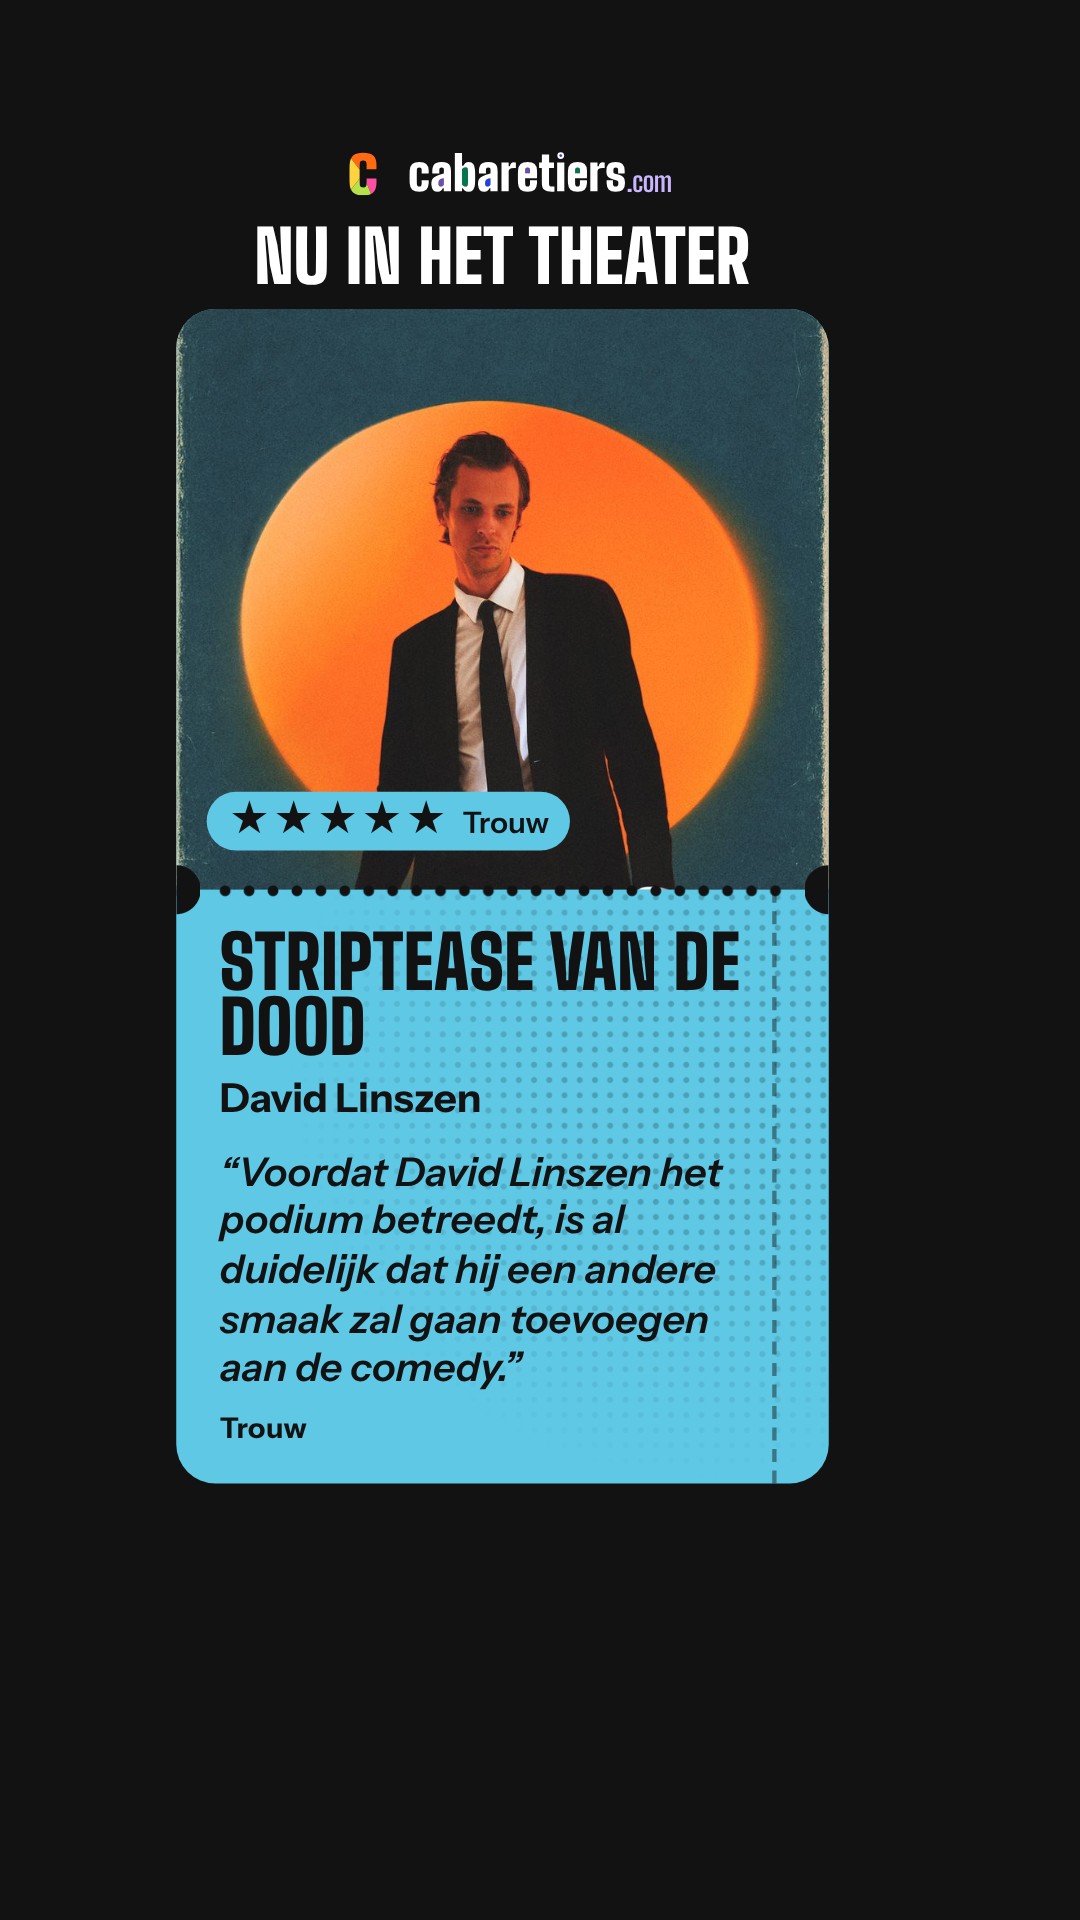 cabaretiers.com
NU IN HET THEATER
★★★★★ Trouw
STRIPTEASE VAN DE
DOOD
David Linszen
“Voordat David Linszen het
podium betreedt, is al
duidelijk dat hij een andere
smaak zal gaan toevoegen
aan de comedy.”
Trouw